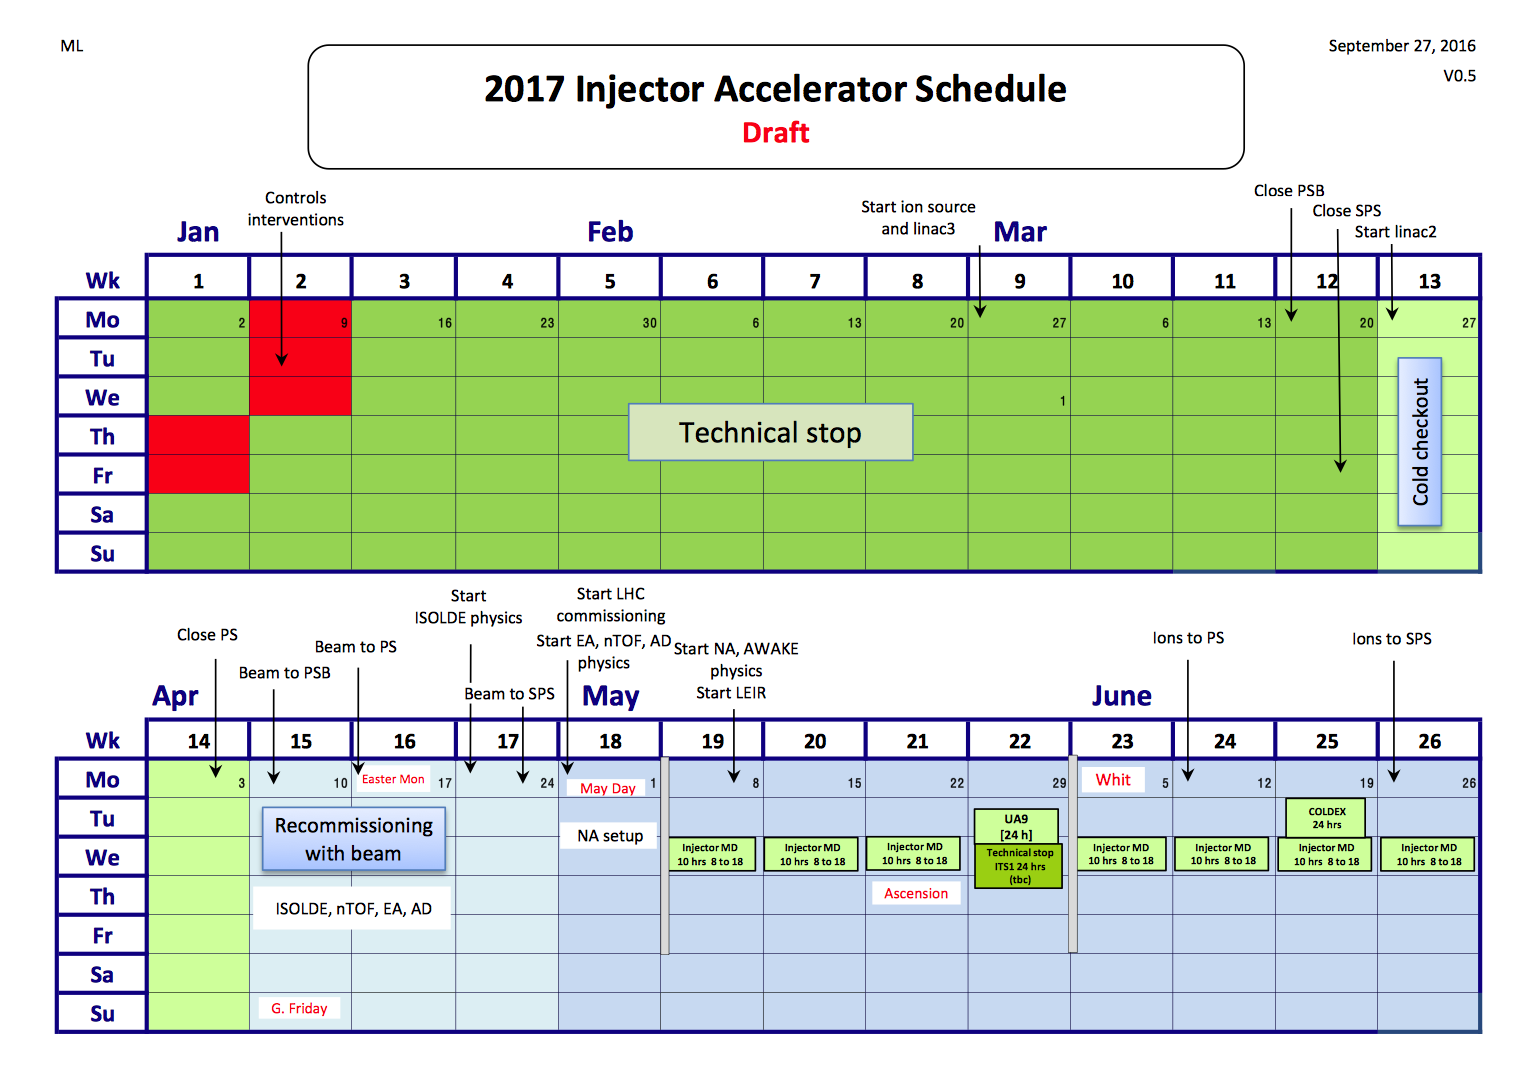 ML
September 27, 2016
V0.5
2017 Injector Accelerator Schedule
Draft
Controls
interventions
Start ion source
and linac3
Close PSB
Close SPS
Start linac2
Jan Feb Mar
Wk 1 2 3 4 5 6 7 8 9 10 11 12 13
Mo 2 9 16 23 30 6 13 20 27 6 13 20 27
Tu
We 1
Th
Fr
Sa
Su
Technical stop
Cold checkout
Start
ISOLDE physics
Start LHC
commissioning
Close PS
Beam to PSB
Beam to PS
Beam to SPS
Start EA, nTOF, AD
physics
Start NA, AWAKE
physics
Start LEIR
Ions to PS
Ions to SPS
Apr May June
Wk 14 15 16 17 18 19 20 21 22 23 24 25 26
Mo 3 10 Easter Mon 17 24 May Day 1 8 15 22 29 Whit 5 12 19 26
Tu
We
Th
Fr
Sa
Su
Recommissioning
with beam
ISOLDE, nTOF, EA, AD
G. Friday
NA setup
Injector MD
10 hrs 8 to 18
Injector MD
10 hrs 8 to 18
Injector MD
10 hrs 8 to 18
Ascension
UA9
[24 h]
Technical stop
ITS1 24 hrs
(tbc)
Injector MD
10 hrs 8 to 18
Injector MD
10 hrs 8 to 18
COLDEX
24 hrs
Injector MD
10 hrs 8 to 18
Injector MD
10 hrs 8 to 18